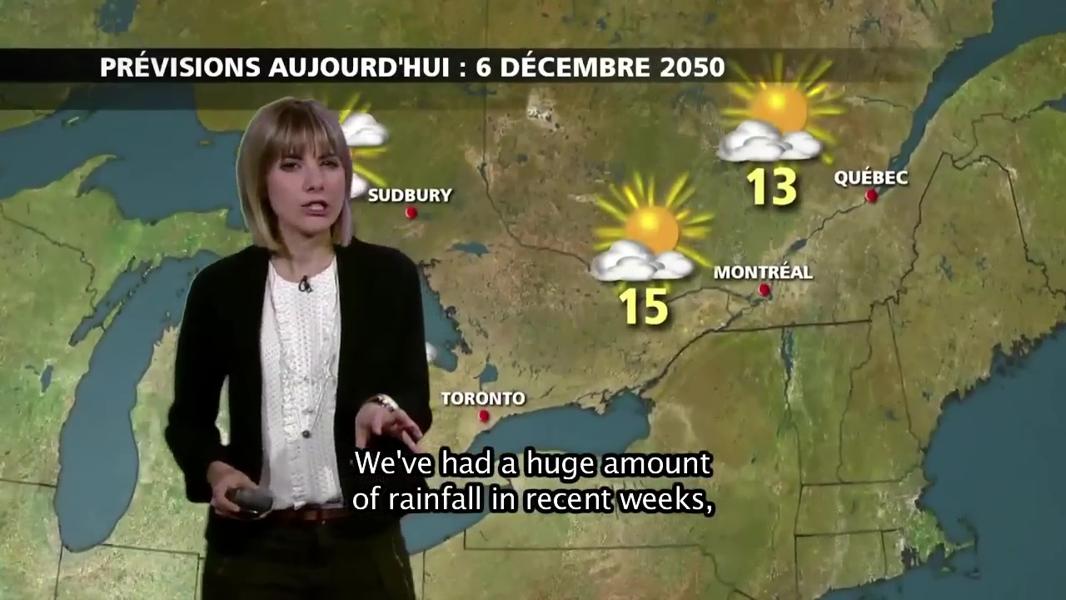 PRÉVISIONS AUJOURD'HUI : 6 DÉCEMBRE 2050
SUDBURY
13
QUÉBEC
15
MONTRÉAL
TORONTO
We've had a huge amount
of rainfall in recent weeks,